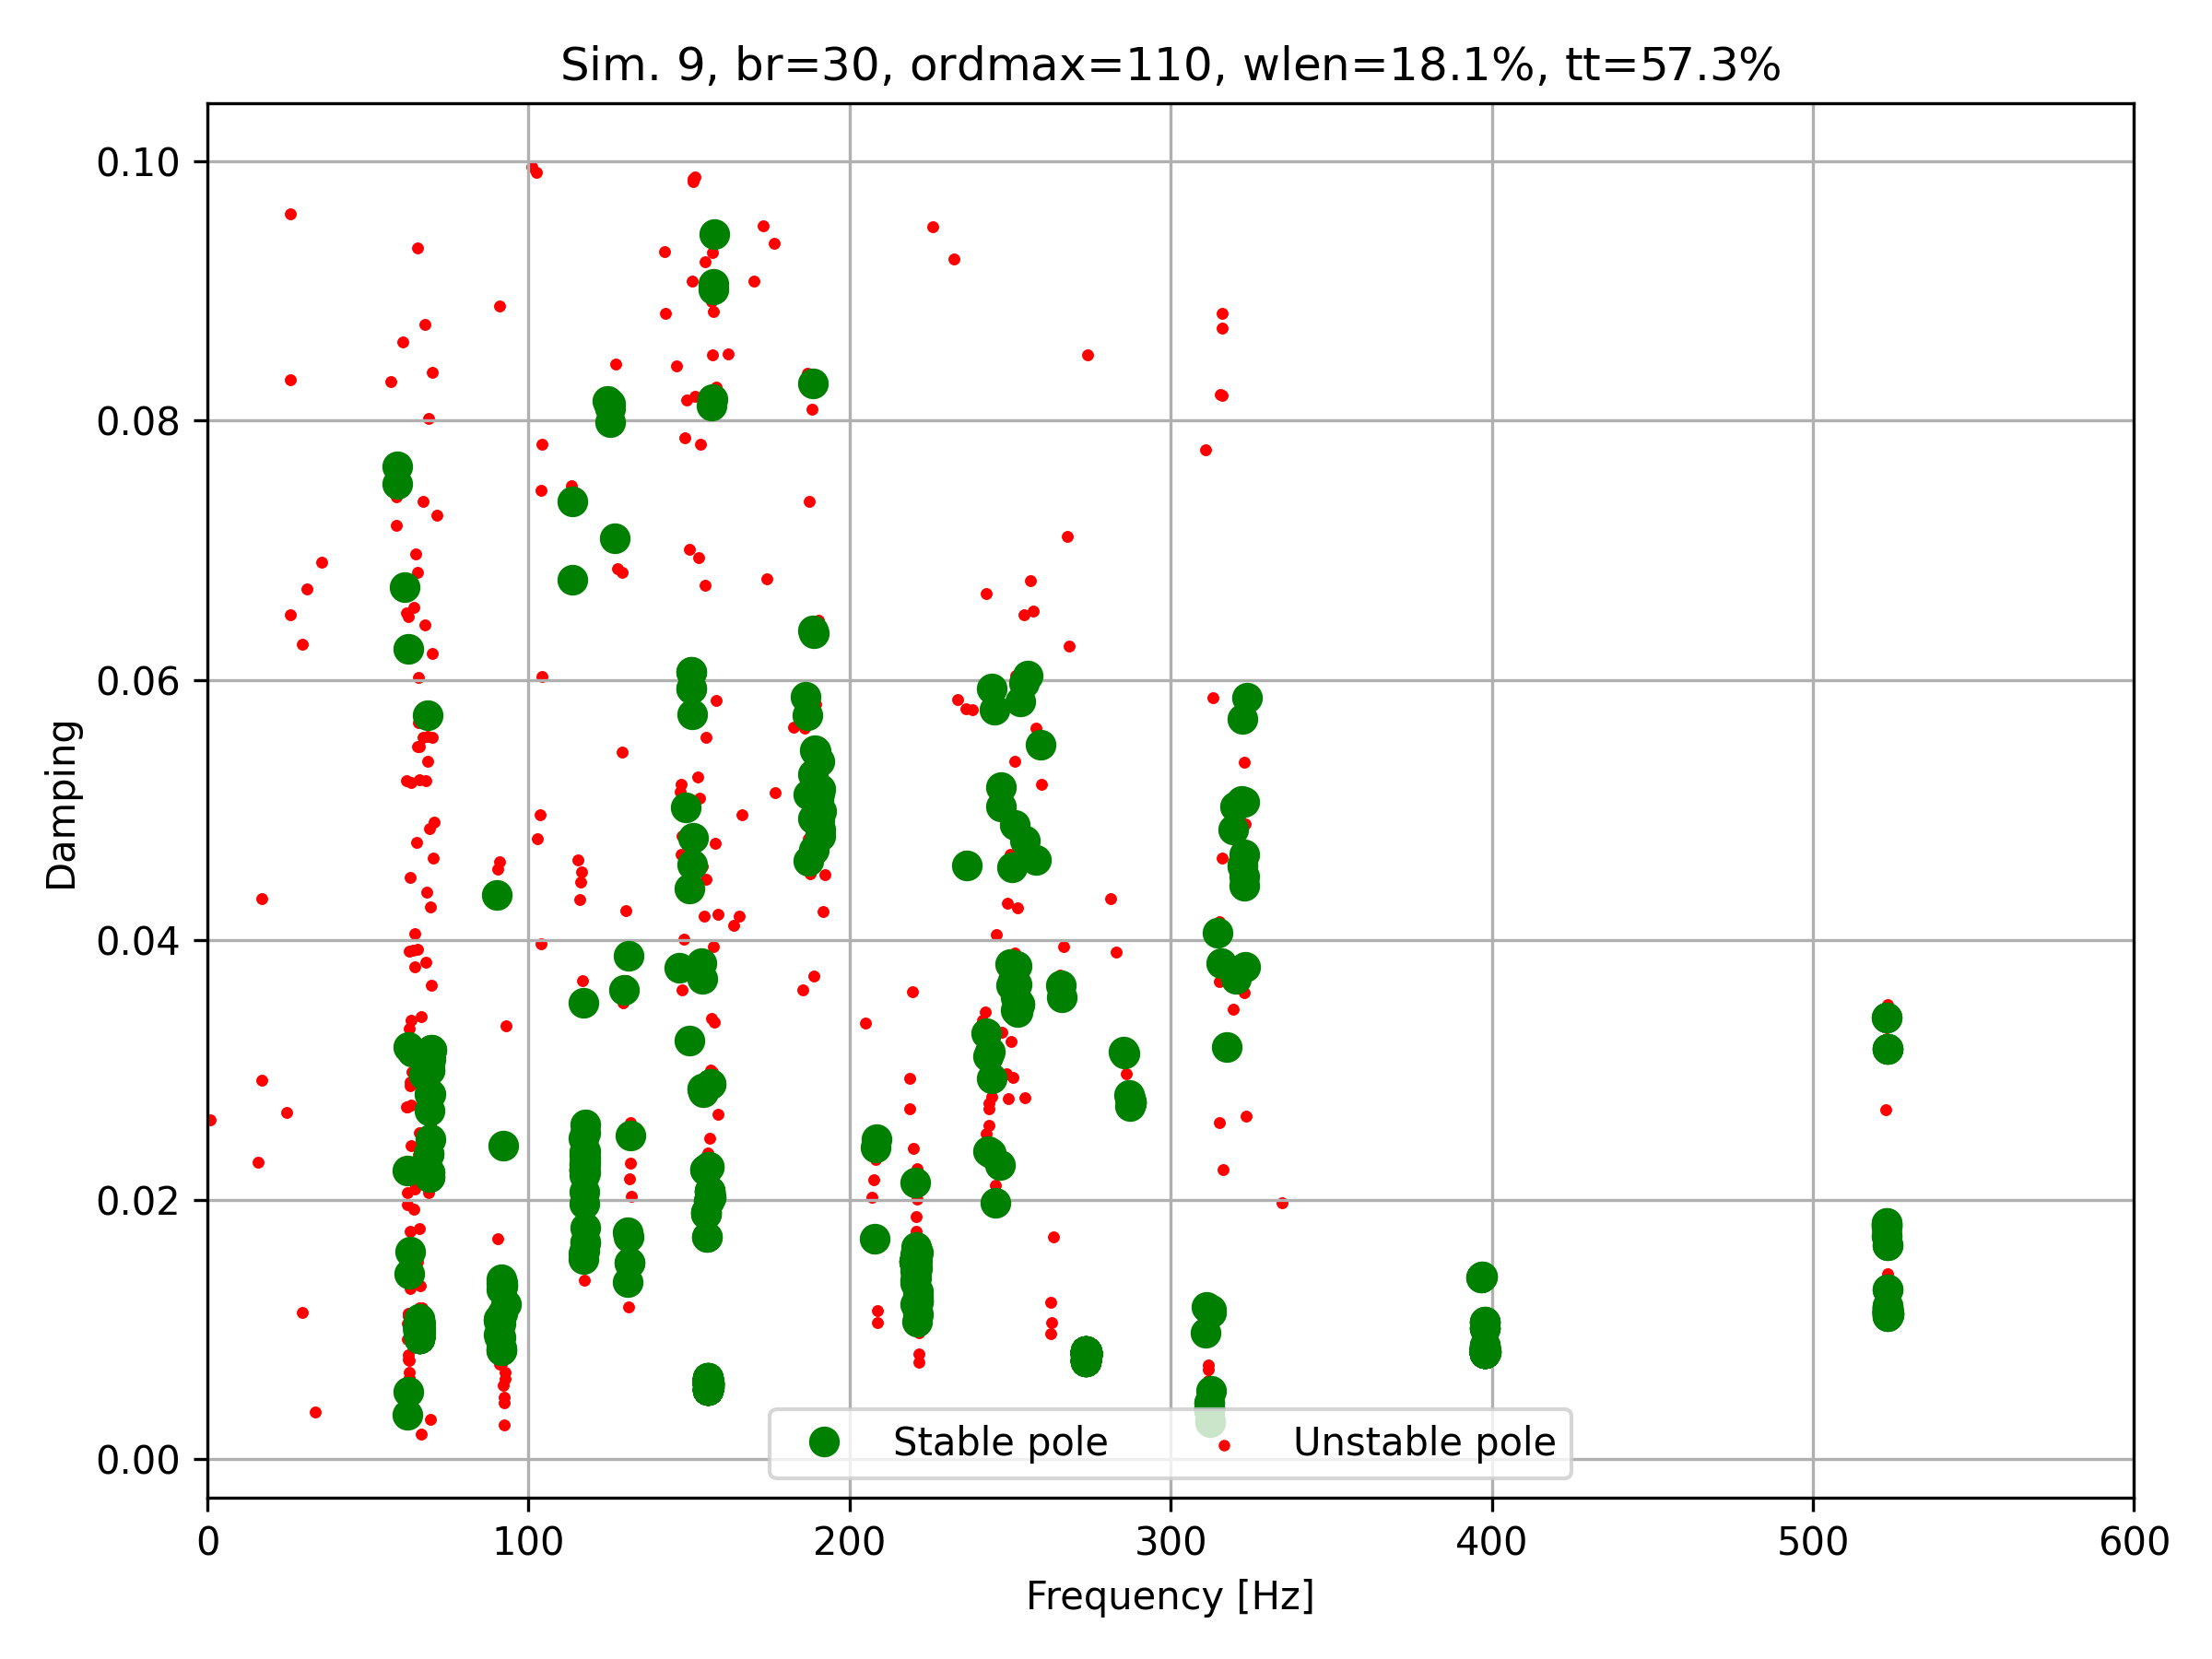 Sim. 9, br=30, ordmax=110, wlen=18.1%, tt=57.3%
0.10
0.08
0.06
0.04
0.02
0.00
Damping
Stable pole Unstable pole
0 100 200 300 400 500 600
Frequency [Hz]